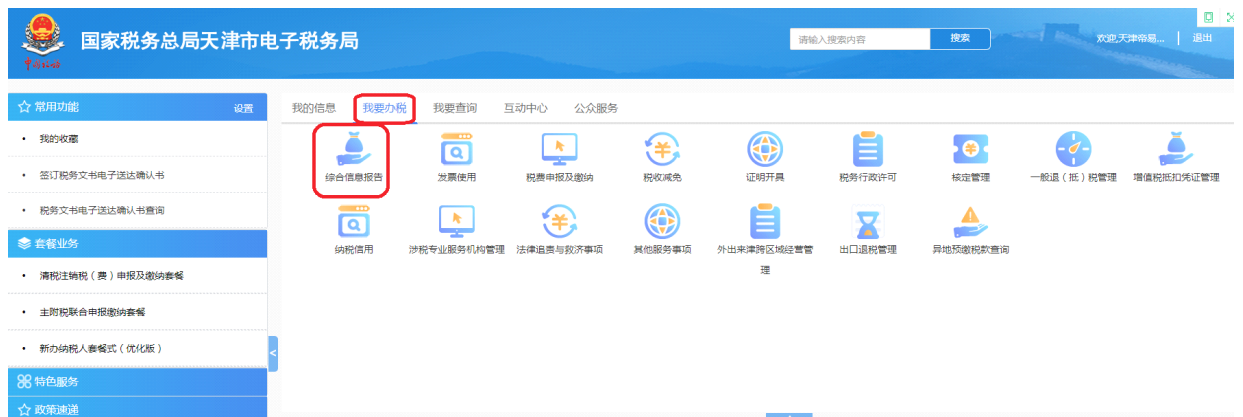 国家税务总局天津市电子税务局
中国税务
请输入搜索内容 搜索
欢迎,天津帝易... | 退出
常用功能 设置
• 我的收藏
• 签订税务文书电子送达确认书
• 税务文书电子送达确认书查询
套餐业务
• 清税注销税（费）申报及缴纳套餐
• 主附税联合申报缴纳套餐
• 新办纳税人套餐式（优化版）
特色服务
政策速递
我的信息 我要办税 我要查询 互动中心 公众服务
综合信息报告 发票使用 税费申报及缴纳 税收减免 证明开具 税务行政许可 核定管理 一般退（抵）税管理 增值税抵扣凭证管理
纳税信用 涉税专业服务机构管理 法律追责与救济事项 其他服务事项 外出来津跨区域经营管 出口退税管理 异地预缴税款查询
理
<